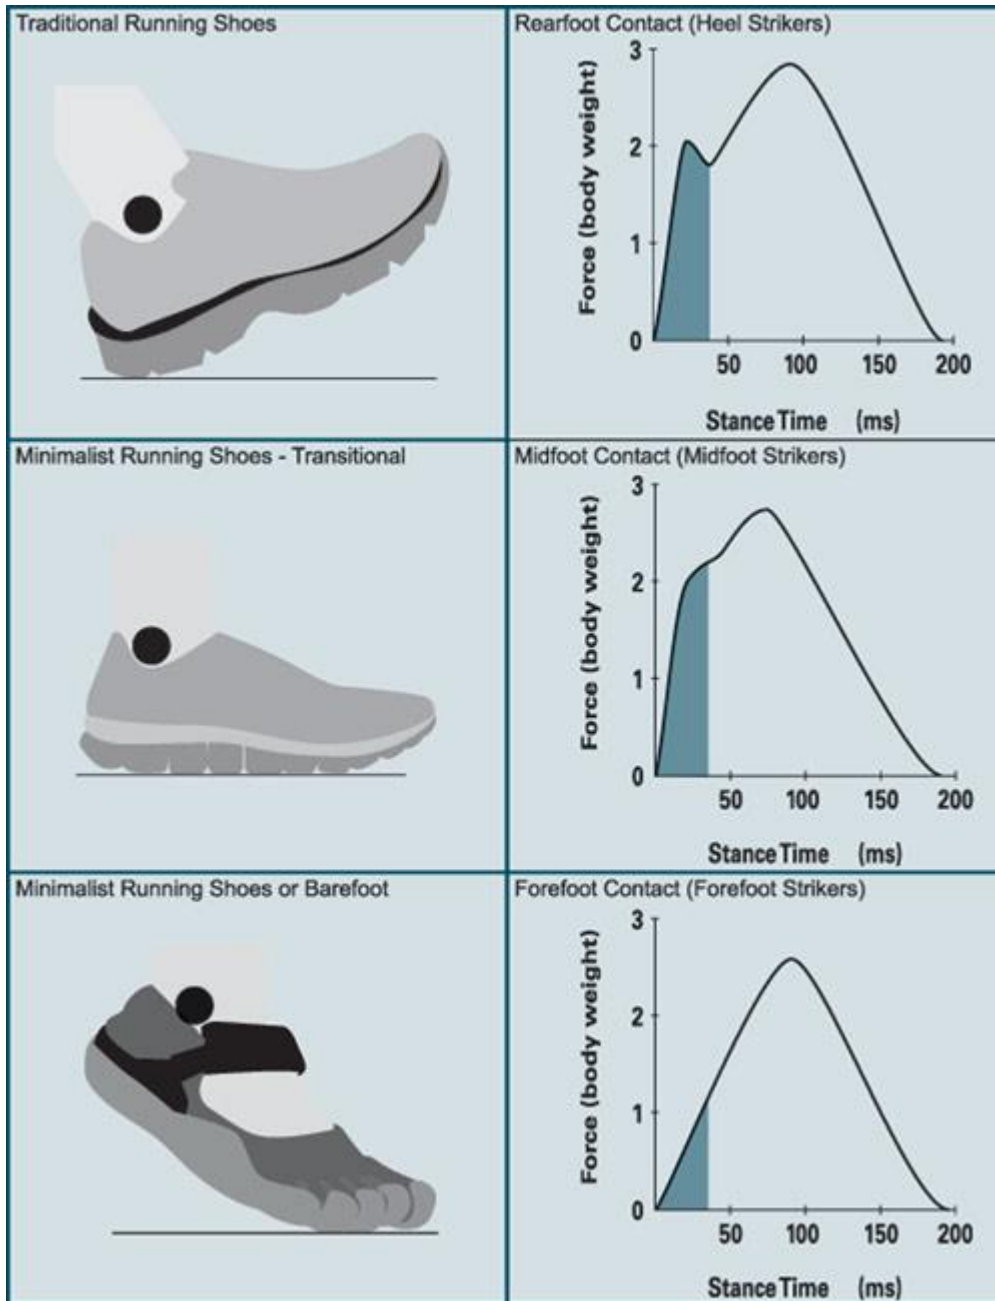 Traditional Running Shoes
Rearfoot Contact (Heel Strikers)
3
2
1
0
Force (body weight)
50 100 150 200
Stance Time (ms)
Minimalist Running Shoes - Transitional
Midfoot Contact (Midfoot Strikers)
3
2
1
0
Force (body weight)
50 100 150 200
Stance Time (ms)
Minimalist Running Shoes or Barefoot
Forefoot Contact (Forefoot Strikers)
3
2
1
0
Force (body weight)
50 100 150 200
Stance Time (ms)